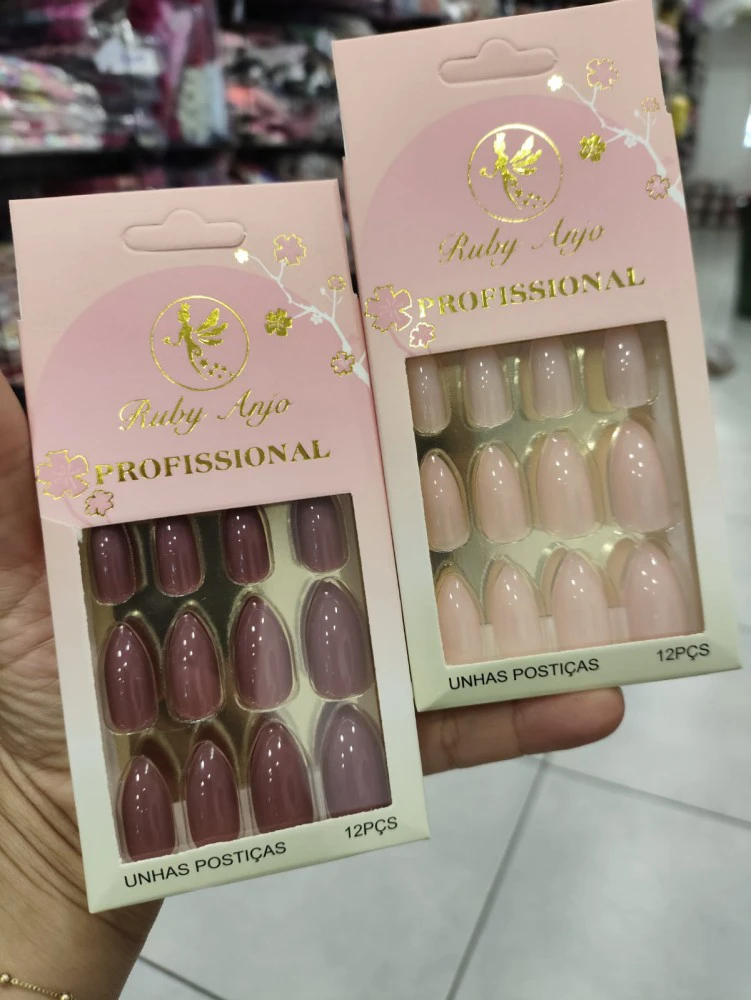 Ruby Anjo
PROFISSIONAL
UNHAS POSTIÇAS
12PÇS
Ruby Anjo
PROFISSIONAL
UNHAS POSTIÇAS
12PÇS